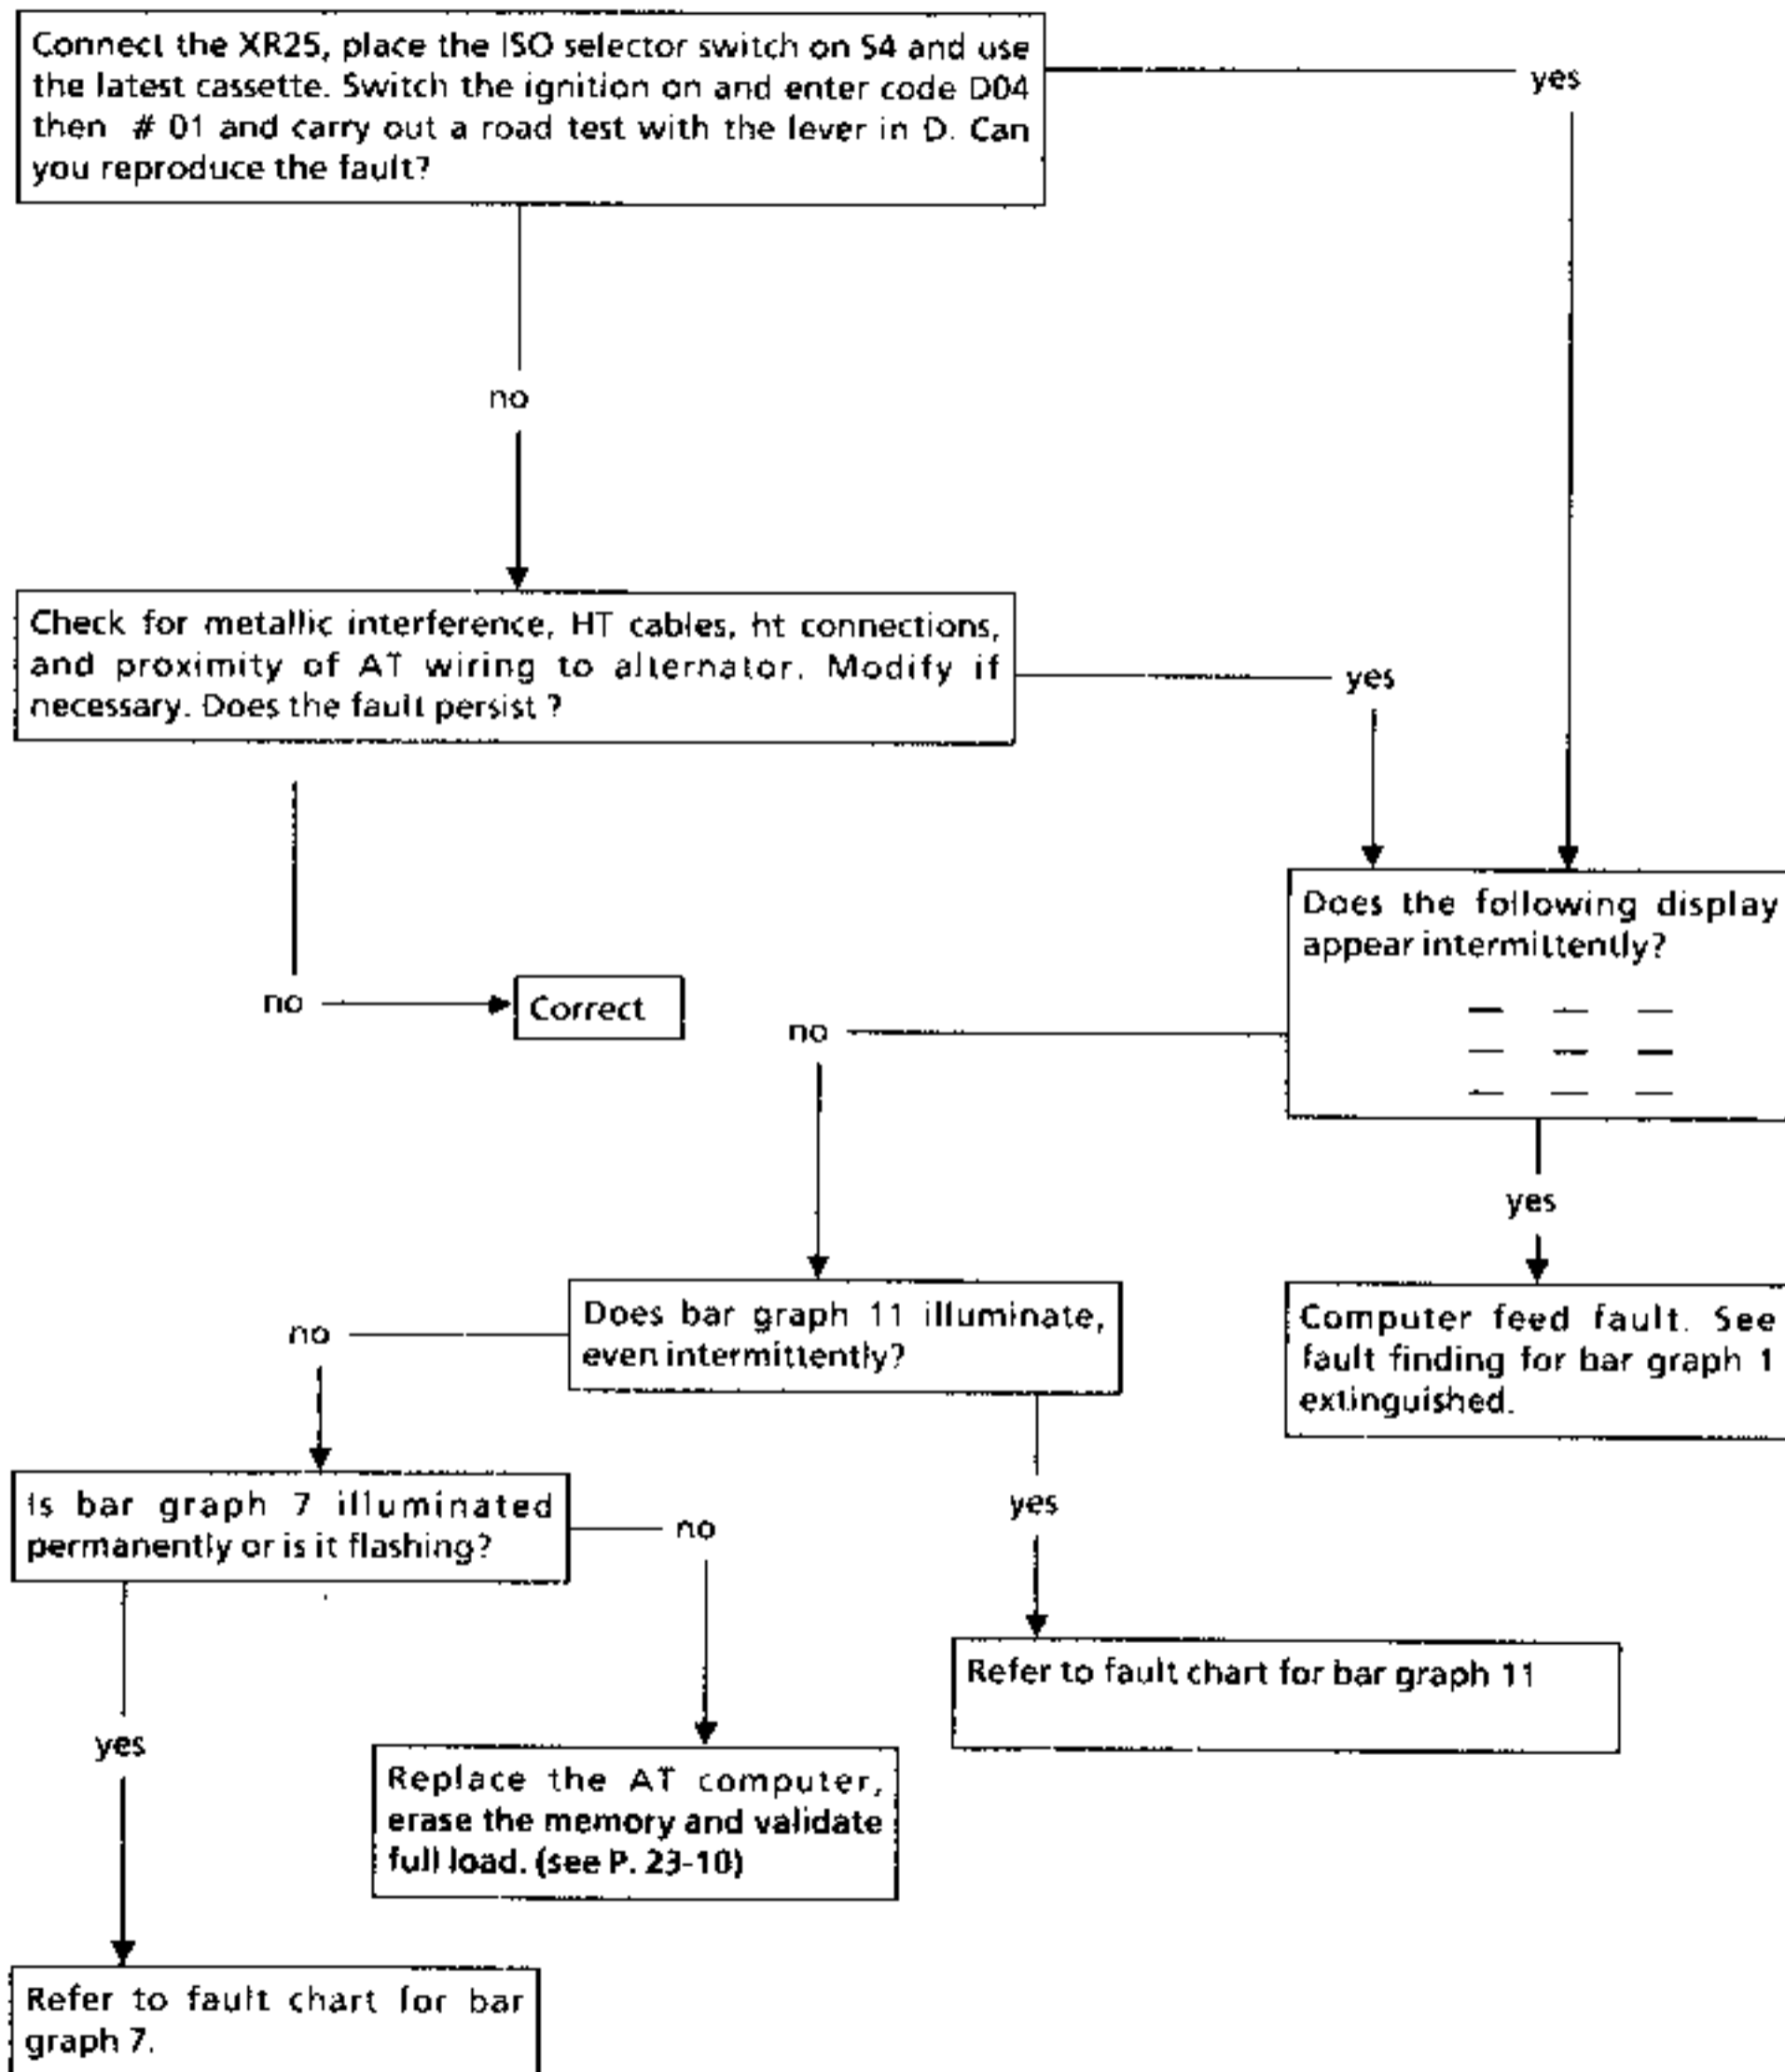 Connect the XR25, place the ISO selector switch on S4 and use
the latest cassette. Switch the ignition on and enter code D04
then # 01 and carry out a road test with the lever in D. Can
you reproduce the fault?
yes
no
Check for metallic interference, HT cables, ht connections,
and proximity of AT wiring to alternator. Modify if
necessary. Does the fault persist ?
yes
no
Correct
Does the following display
appear intermittently?
— — —
— — —
— — —
no
yes
Does bar graph 11 illuminate,
even intermittently?
no
Computer feed fault. See
fault finding for bar graph 1
extinguished.
Is bar graph 7 illuminated
permanently or is it flashing?
no
yes
Refer to fault chart for bar graph 11
yes
Replace the AT computer,
erase the memory and validate
full load. (see P. 23-10)
Refer to fault chart for bar
graph 7.